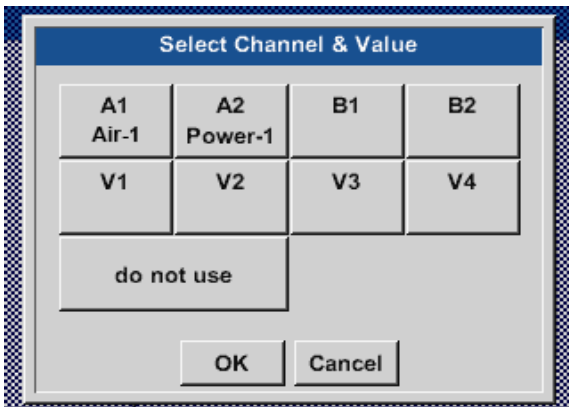 Select Channel & Value
A1 A2 B1 B2
Air-1 Power-1
V1 V2 V3 V4
do not use
OK Cancel